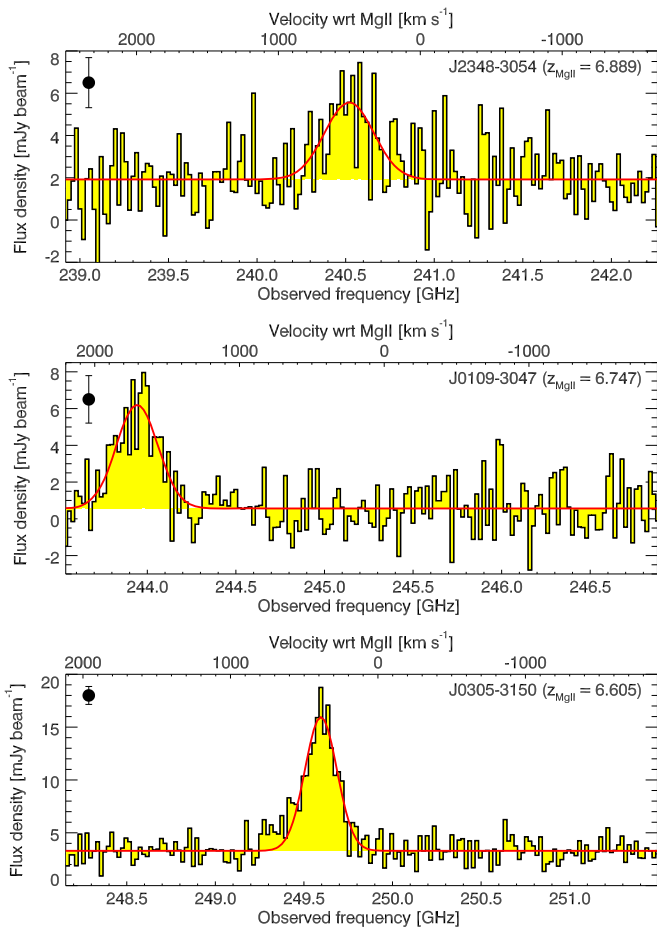 Velocity wrt MgII [km s-1]
2000 1000 0 -1000
J2348-3054 (zMgII = 6.889)
8
6
4
2
0
-2
Flux density [mJy beam-1]
239.0 239.5 240.0 240.5 241.0 241.5 242.0
Observed frequency [GHz]
Velocity wrt MgII [km s-1]
2000 1000 0 -1000
J0109-3047 (zMgII = 6.747)
8
6
4
2
0
-2
Flux density [mJy beam-1]
244.0 244.5 245.0 245.5 246.0 246.5
Observed frequency [GHz]
Velocity wrt MgII [km s-1]
2000 1000 0 -1000
J0305-3150 (zMgII = 6.605)
20
15
10
5
0
Flux density [mJy beam-1]
248.5 249.0 249.5 250.0 250.5 251.0
Observed frequency [GHz]